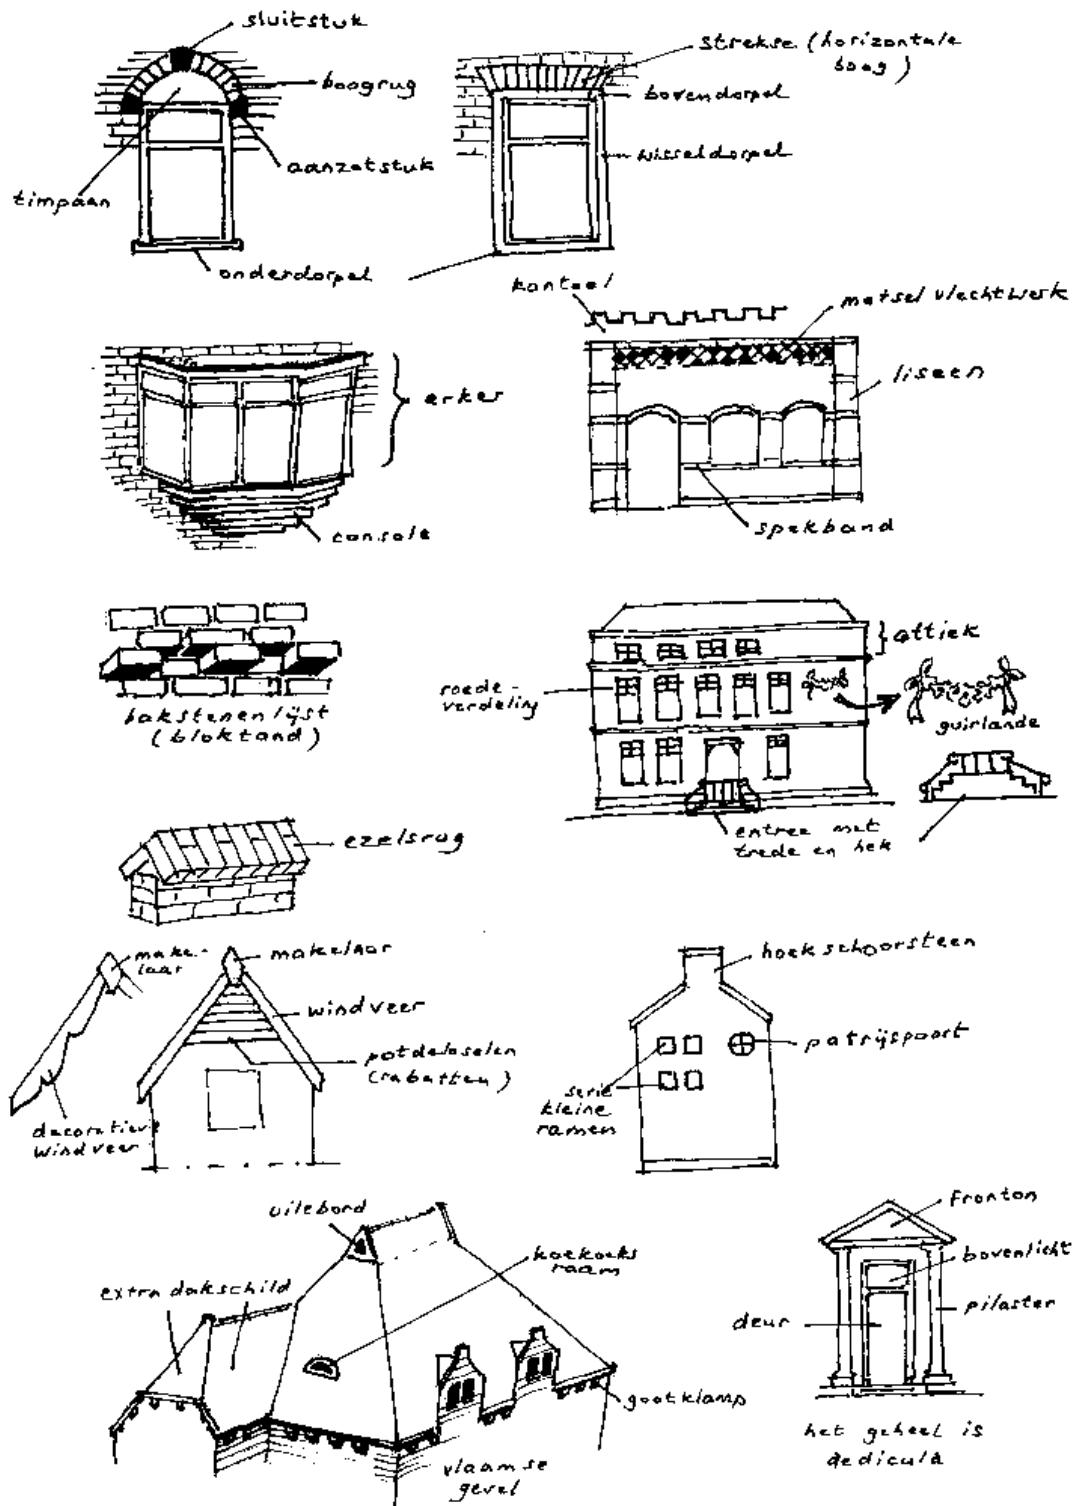 sluitstuk
boogrug
aanzetstuk
timpaan
onderdorpel
strekse (horizontale
boog)
bovendorpel
wisseldorpel
kanteel
metsel vlechtwerk
liseen
spekband
erker
console
bakstenen lijst
(bloktand)
attiek
roede-
verdeling
guirlande
entree met
trede en hek
ezelsrug
make-
laar
makelaar
windveer
potdekselen
(rabatten)
decoratieve
windveer
hoekschoorsteen
patrijspoort
serie
kleine
ramen
uilebord
koekoeks
raam
extra dakschild
gootklamp
vlaamse
gevel
Fronton
bovenlicht
pilaster
deur
het geheel is
dedicula